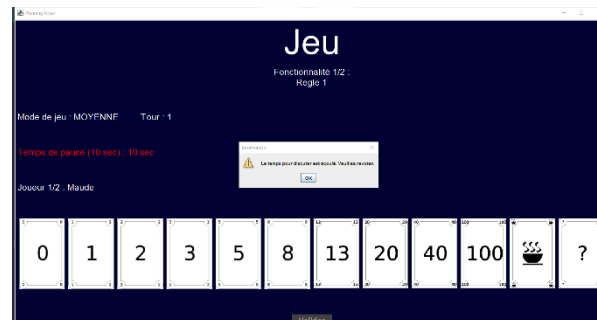 Planning Poker
Jeu
Fonctionnalité 1/2 :
Regle 1
Mode de jeu : MOYENNE Tour : 1
Temps de pause (10 sec) : 10 sec
Information
Le temps pour discuter est écoulé. Veuillez revoter.
OK
Joueur 1/2 : Maude
0 1 2 3 5 8 13 20 40 100 ?
Valider